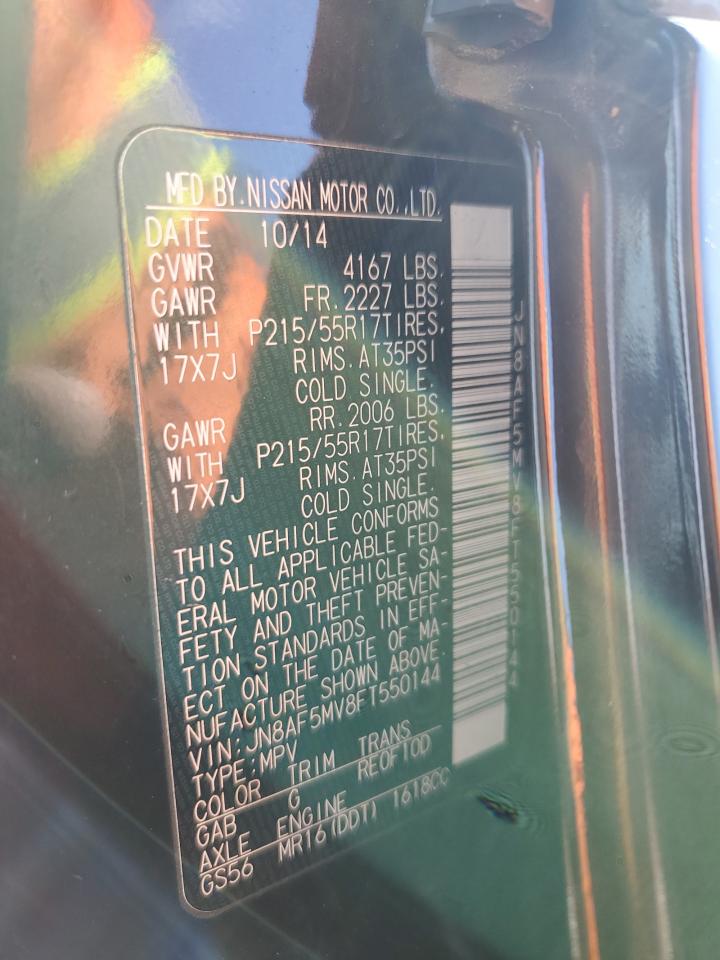 MFD BY.NISSAN MOTOR CO.,LTD.
DATE 10/14
GVWR 4167 LBS.
GAWR FR.2227 LBS.
WITH P215/55R17TIRES,
17X7J RIMS.AT35PSI
COLD SINGLE.
GAWR RR.2006 LBS.
WITH P215/55R17TIRES,
17X7J RIMS.AT35PSI
COLD SINGLE.
THIS VEHICLE CONFORMS
TO ALL APPLICABLE FED-
ERAL MOTOR VEHICLE SA-
FETY AND THEFT PREVEN-
TION STANDARDS IN EFF-
ECT ON THE DATE OF MA-
NUFACTURE SHOWN ABOVE.
VIN:JN8AF5MV8FT550144
TYPE:MPV
COLOR TRIM TRANS
GAB G RE0F10D
AXLE ENGINE
GS56 MR16(DDT) 1618CC
JN8AF5MV8FT550144